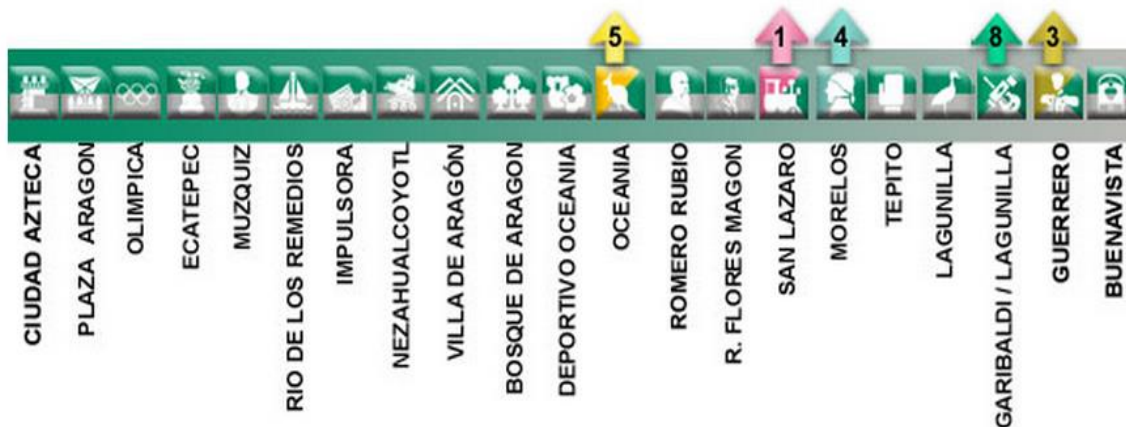 5
1
4
8
3
CIUDAD AZTECA
PLAZA ARAGON
OLIMPICA
ECATEPEC
MUZQUIZ
RIO DE LOS REMEDIOS
IMPULSORA
NEZAHUALCOYOTL
VILLA DE ARAGÓN
BOSQUE DE ARAGON
DEPORTIVO OCEANIA
OCEANIA
ROMERO RUBIO
R. FLORES MAGON
SAN LAZARO
MORELOS
TEPITO
LAGUNILLA
GARIBALDI / LAGUNILLA
GUERRERO
BUENAVISTA